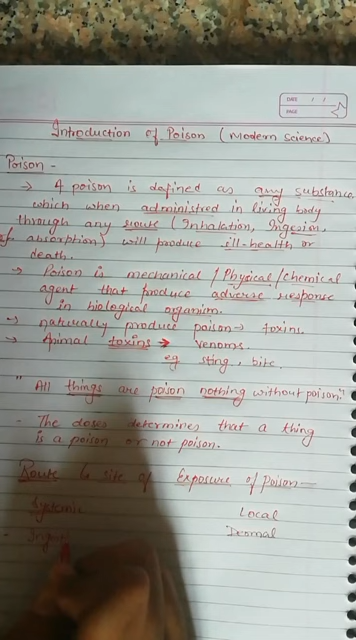 DATE / /
PAGE
Introduction of Poison (Modern Science)
Poison -
→ A poison is defined as any substance
which when administered in living body
through any route (Inhalation, Ingesion,
absorption) will produce ill-health or
death.
→ Poison is mechanical / Physical / Chemical
agent that produce adverse response
in biological organism.
→ naturally produce poison → toxins.
→ Animal toxins → venoms.
eg sting, bite.
" All things are poison nothing without poison."
- The dose determines that a thing
is a poison or not poison.
Route & site of Exposure of Poison —
Systemic Local
- Dermal